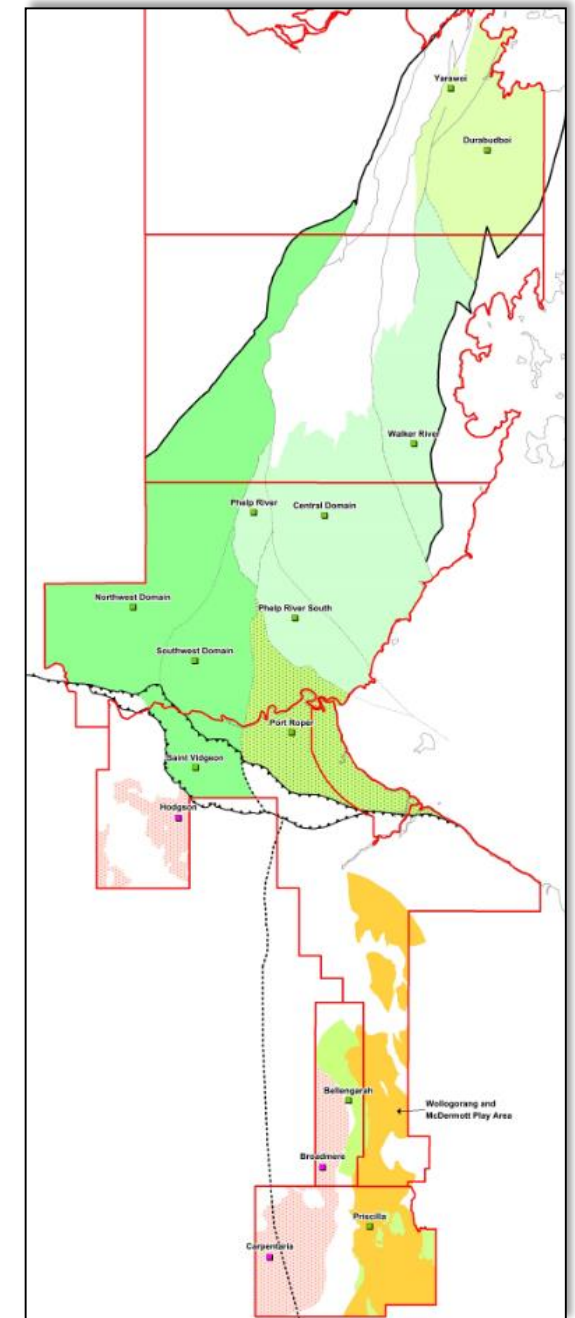 Yarawoi
Durabudboi
Walker River
Phelp River
Central Domain
Northwest Domain
Phelp River South
Southwest Domain
Port Roper
Saint Vidgeon
Hodgson
Bellengarah
Wollogorang and
McDermott Play Area
Broadmere
Priscilla
Carpentaria